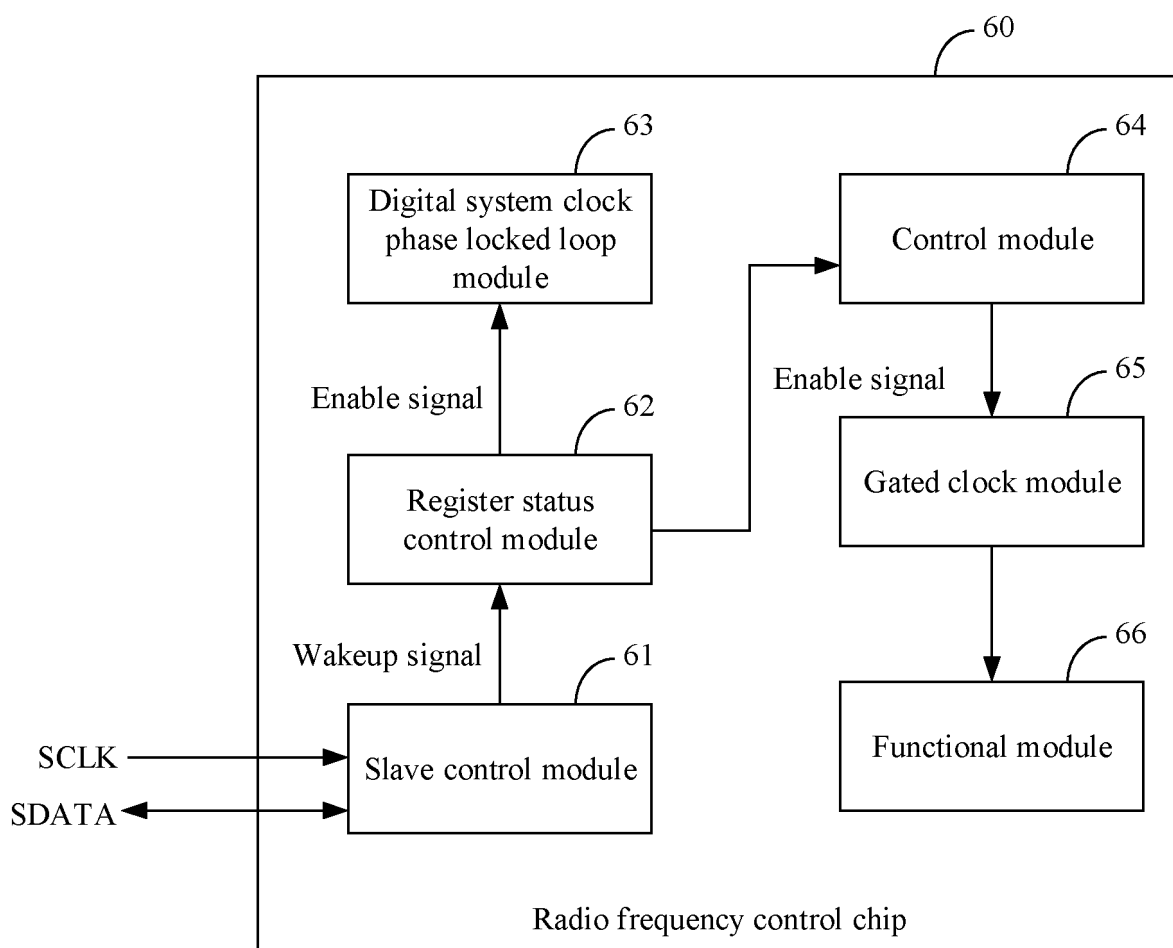 60
63
64
Digital system clock
phase locked loop
module
Control module
Enable signal
Enable signal
65
62
Register status
control module
Gated clock module
Wakeup signal
61
66
SCLK
Slave control module
Functional module
SDATA
Radio frequency control chip